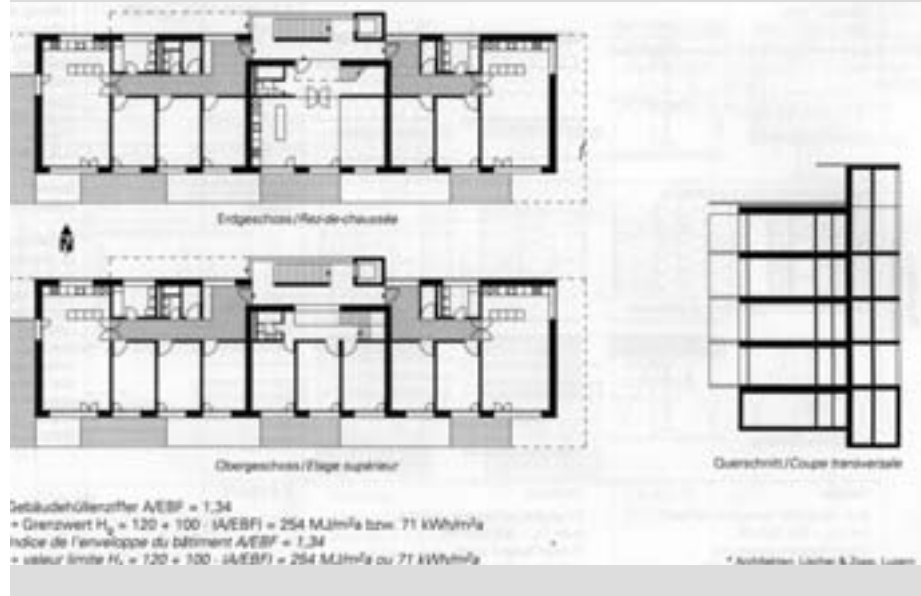 Erdgeschoss/Rez-de-chaussée
N
Obergeschoss/Etage supérieur
Querschnitt/Coupe transversale
Gebäudehüllenziffer A/EBF = 1,34
= Grenzwert Hg = 120 + 100 · (A/EBF) = 254 MJ/m²a bzw. 71 kWh/m²a
Indice de l'enveloppe du bâtiment A/EBF = 1,34
= valeur limite Hg = 120 + 100 · (A/EBF) = 254 MJ/m²a ou 71 kWh/m²a
* Architekten: & Zoss, Luzern